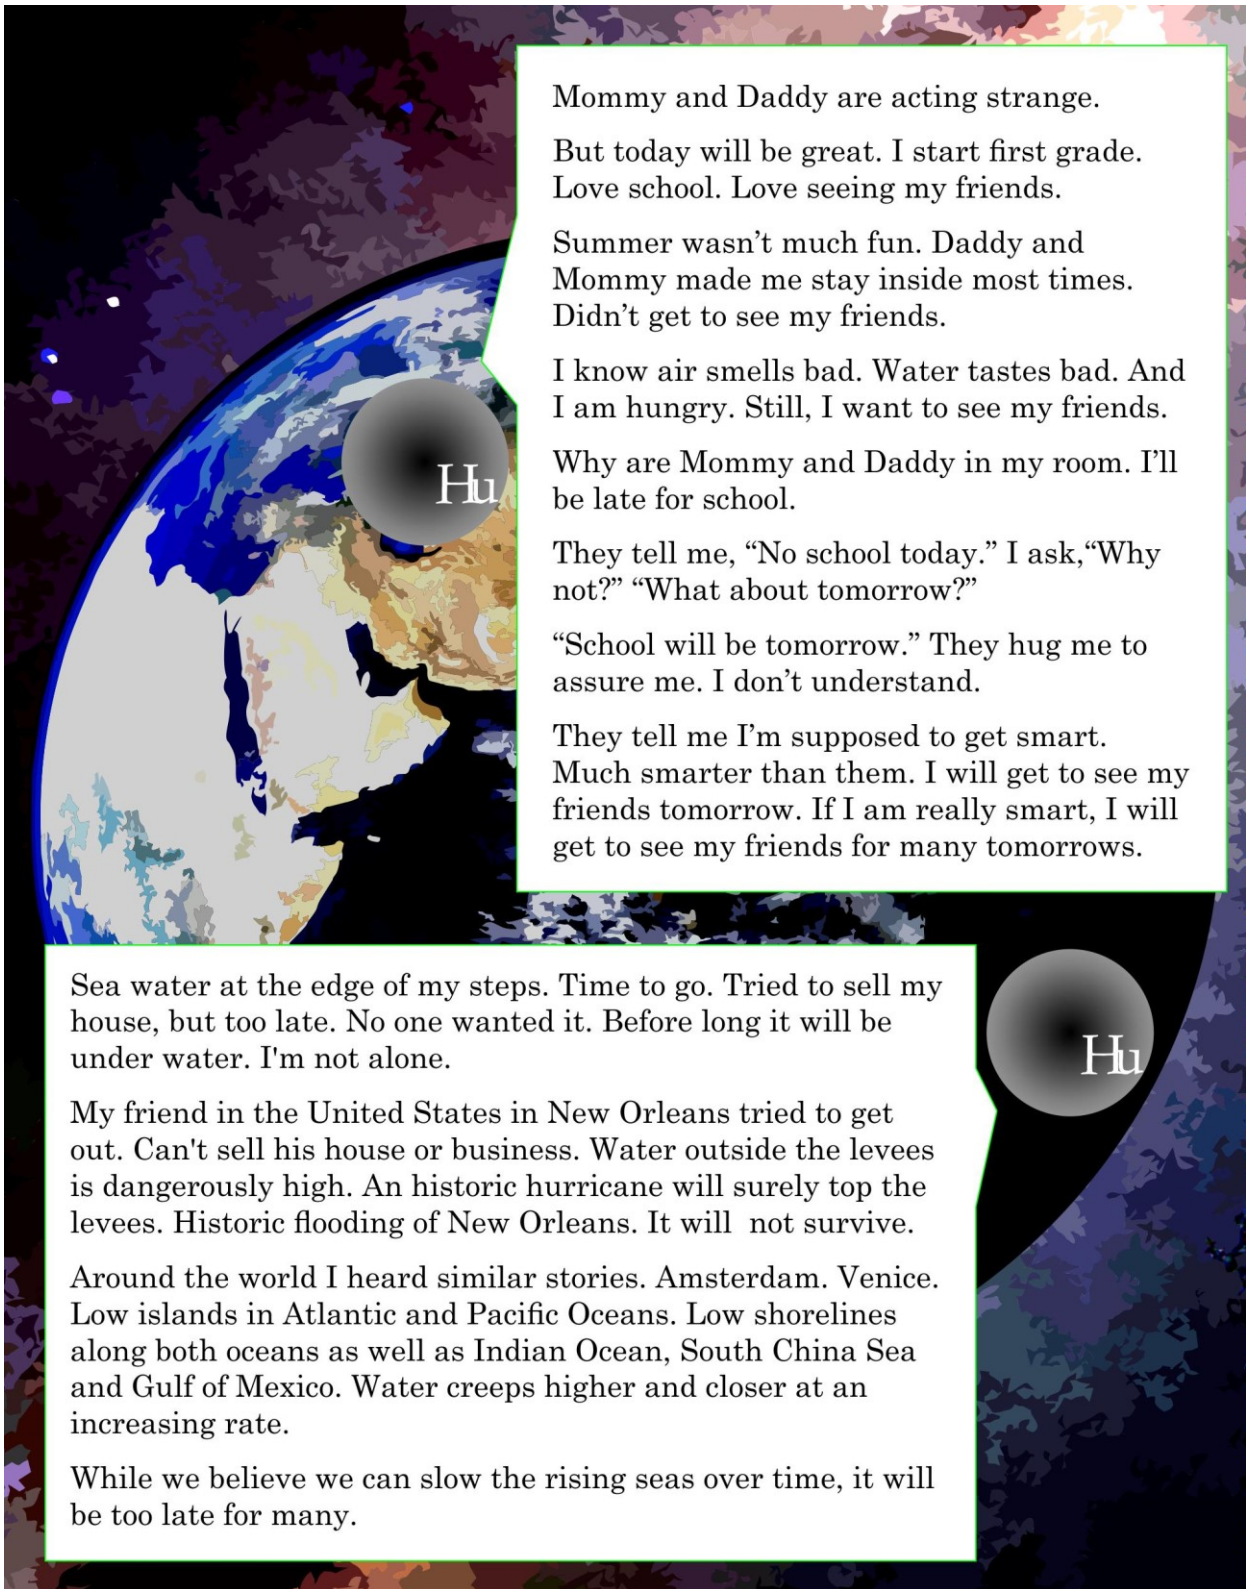 Mommy and Daddy are acting strange.
But today will be great. I start first grade.
Love school. Love seeing my friends.
Summer wasn’t much fun. Daddy and
Mommy made me stay inside most times.
Didn’t get to see my friends.
I know air smells bad. Water tastes bad. And
I am hungry. Still, I want to see my friends.
Why are Mommy and Daddy in my room. I’ll
be late for school.
They tell me, “No school today.” I ask,“Why
not?” “What about tomorrow?”
“School will be tomorrow.” They hug me to
assure me. I don’t understand.
They tell me I’m supposed to get smart.
Much smarter than them. I will get to see my
friends tomorrow. If I am really smart, I will
get to see my friends for many tomorrows.
Hu
Sea water at the edge of my steps. Time to go. Tried to sell my
house, but too late. No one wanted it. Before long it will be
under water. I'm not alone.
My friend in the United States in New Orleans tried to get
out. Can't sell his house or business. Water outside the levees
is dangerously high. An historic hurricane will surely top the
levees. Historic flooding of New Orleans. It will  not survive.
Around the world I heard similar stories. Amsterdam. Venice.
Low islands in Atlantic and Pacific Oceans. Low shorelines
along both oceans as well as Indian Ocean, South China Sea
and Gulf of Mexico. Water creeps higher and closer at an
increasing rate.
While we believe we can slow the rising seas over time, it will
be too late for many.
Hu